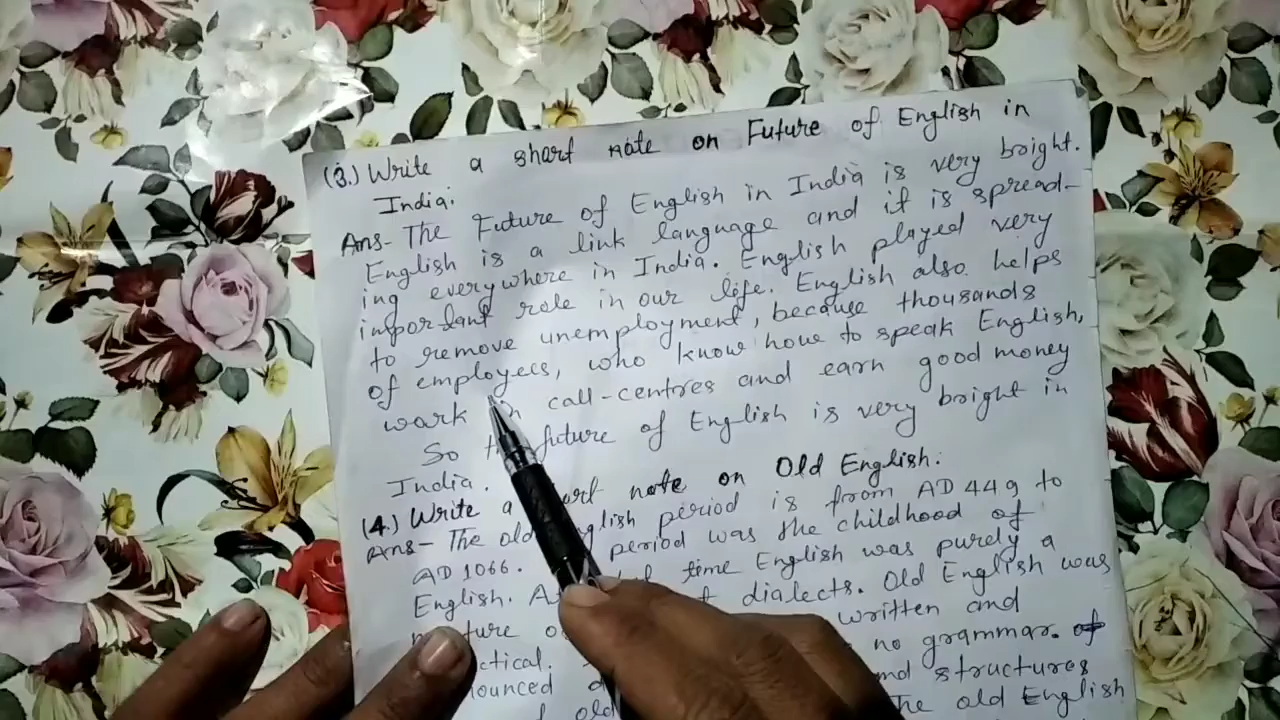 (3.) Write a short note on Future of English in
India:
Ans- The Future of English in India is very bright.
English is a link language and it is spread-
ing everywhere in India. English played very
important role in our life. English also helps
to remove unemployment, because thousands
of employees, who know how to speak English,
work in call-centres and earn good money
So the future of English is very bright in
India.
(4.) Write a short note on Old English:
Ans- The old English period is from AD 449 to
AD 1066. period was the childhood of
English. time English was purely a
dialects. Old English was
written and
no grammar. of
structures
The old English
old